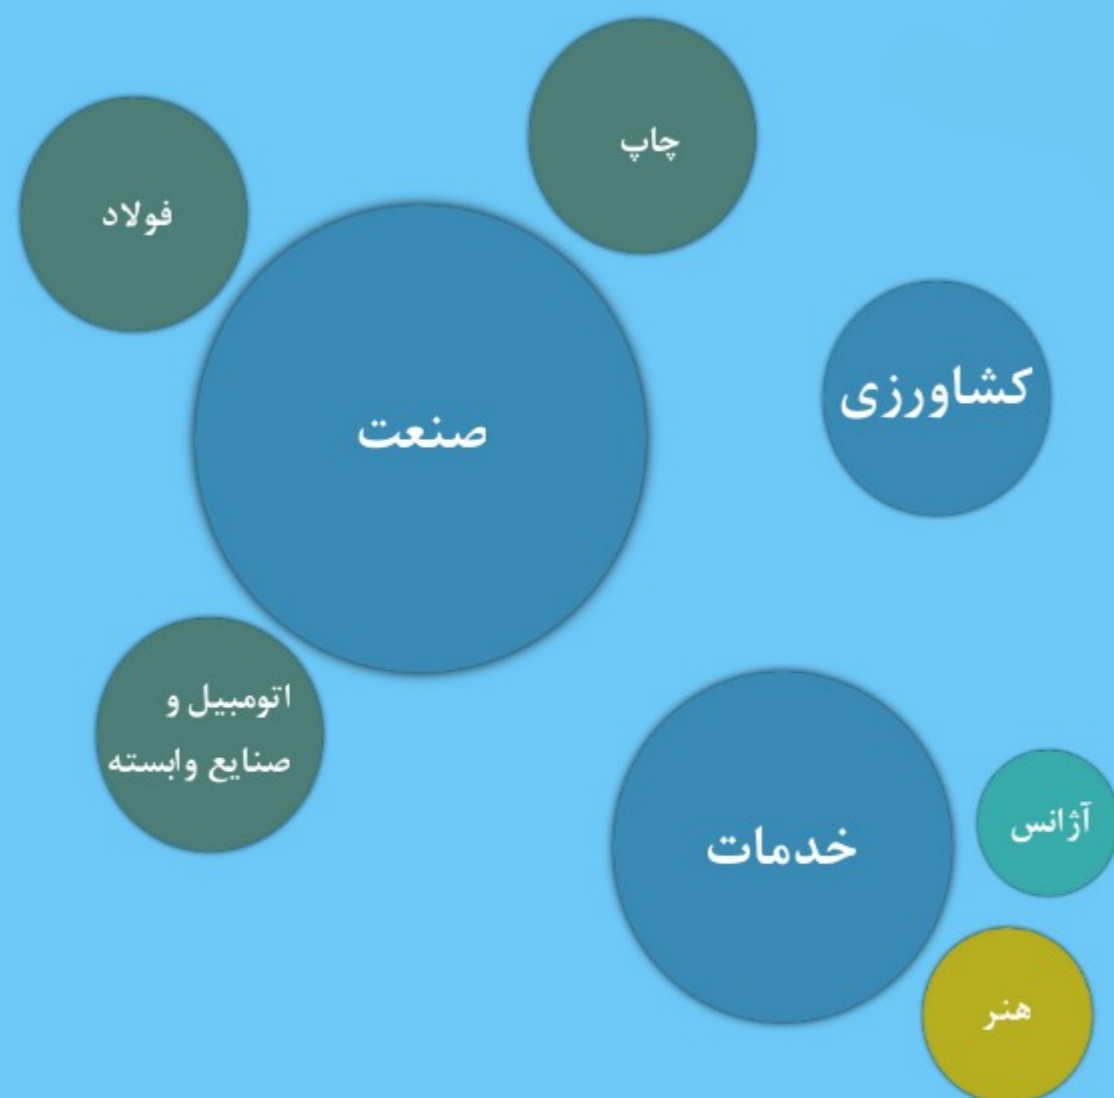 چاپ
فولاد
کشاورزی
صنعت
اتومبیل و
صنایع وابسته
آژانس
خدمات
هنر